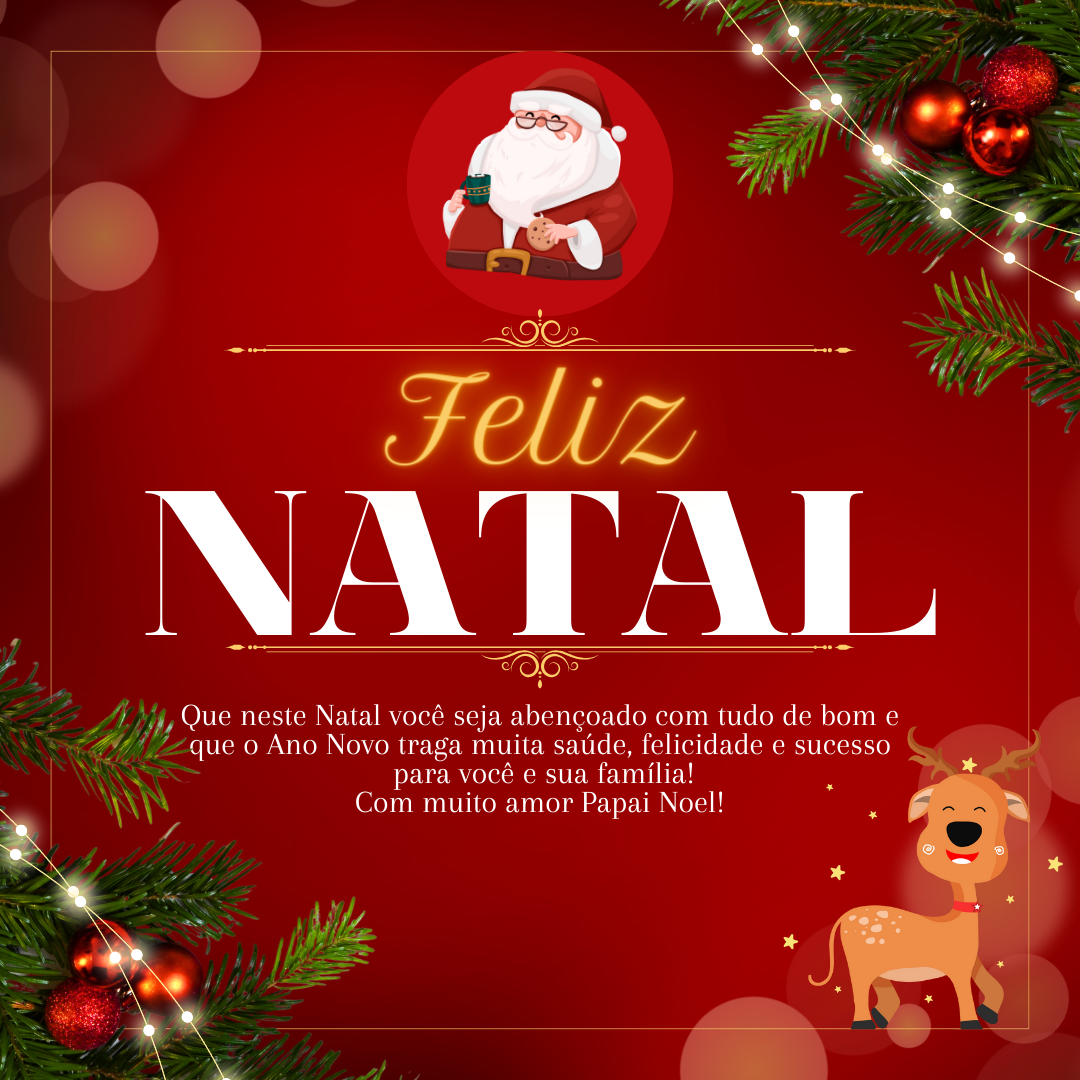 Feliz
NATAL
Que neste Natal você seja abençoado com tudo de bom e
que o Ano Novo traga muita saúde, felicidade e sucesso
para você e sua família!
Com muito amor Papai Noel!